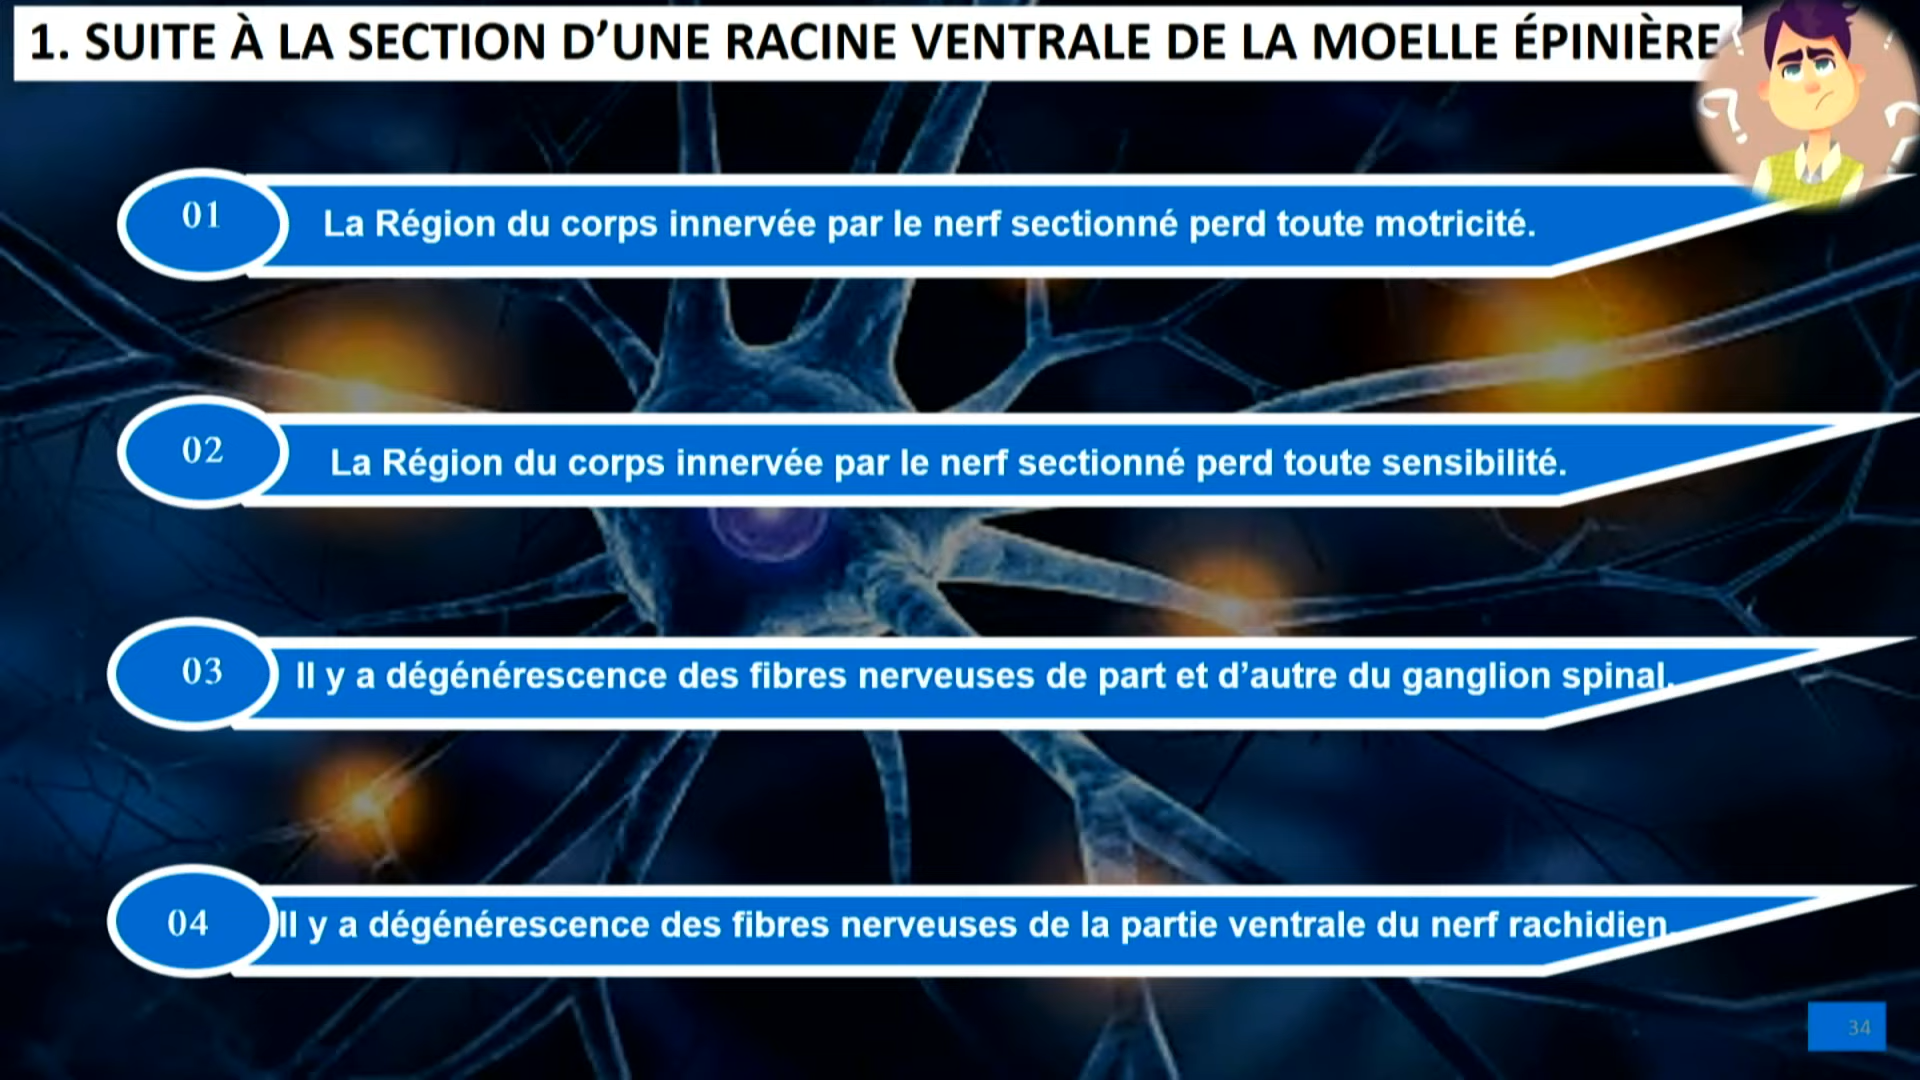 1. SUITE À LA SECTION D’UNE RACINE VENTRALE DE LA MOELLE ÉPINIÈRE
01
La Région du corps innervée par le nerf sectionné perd toute motricité.
02
La Région du corps innervée par le nerf sectionné perd toute sensibilité.
03
Il y a dégénérescence des fibres nerveuses de part et d’autre du ganglion spinal.
04
Il y a dégénérescence des fibres nerveuses de la partie ventrale du nerf rachidien.
34